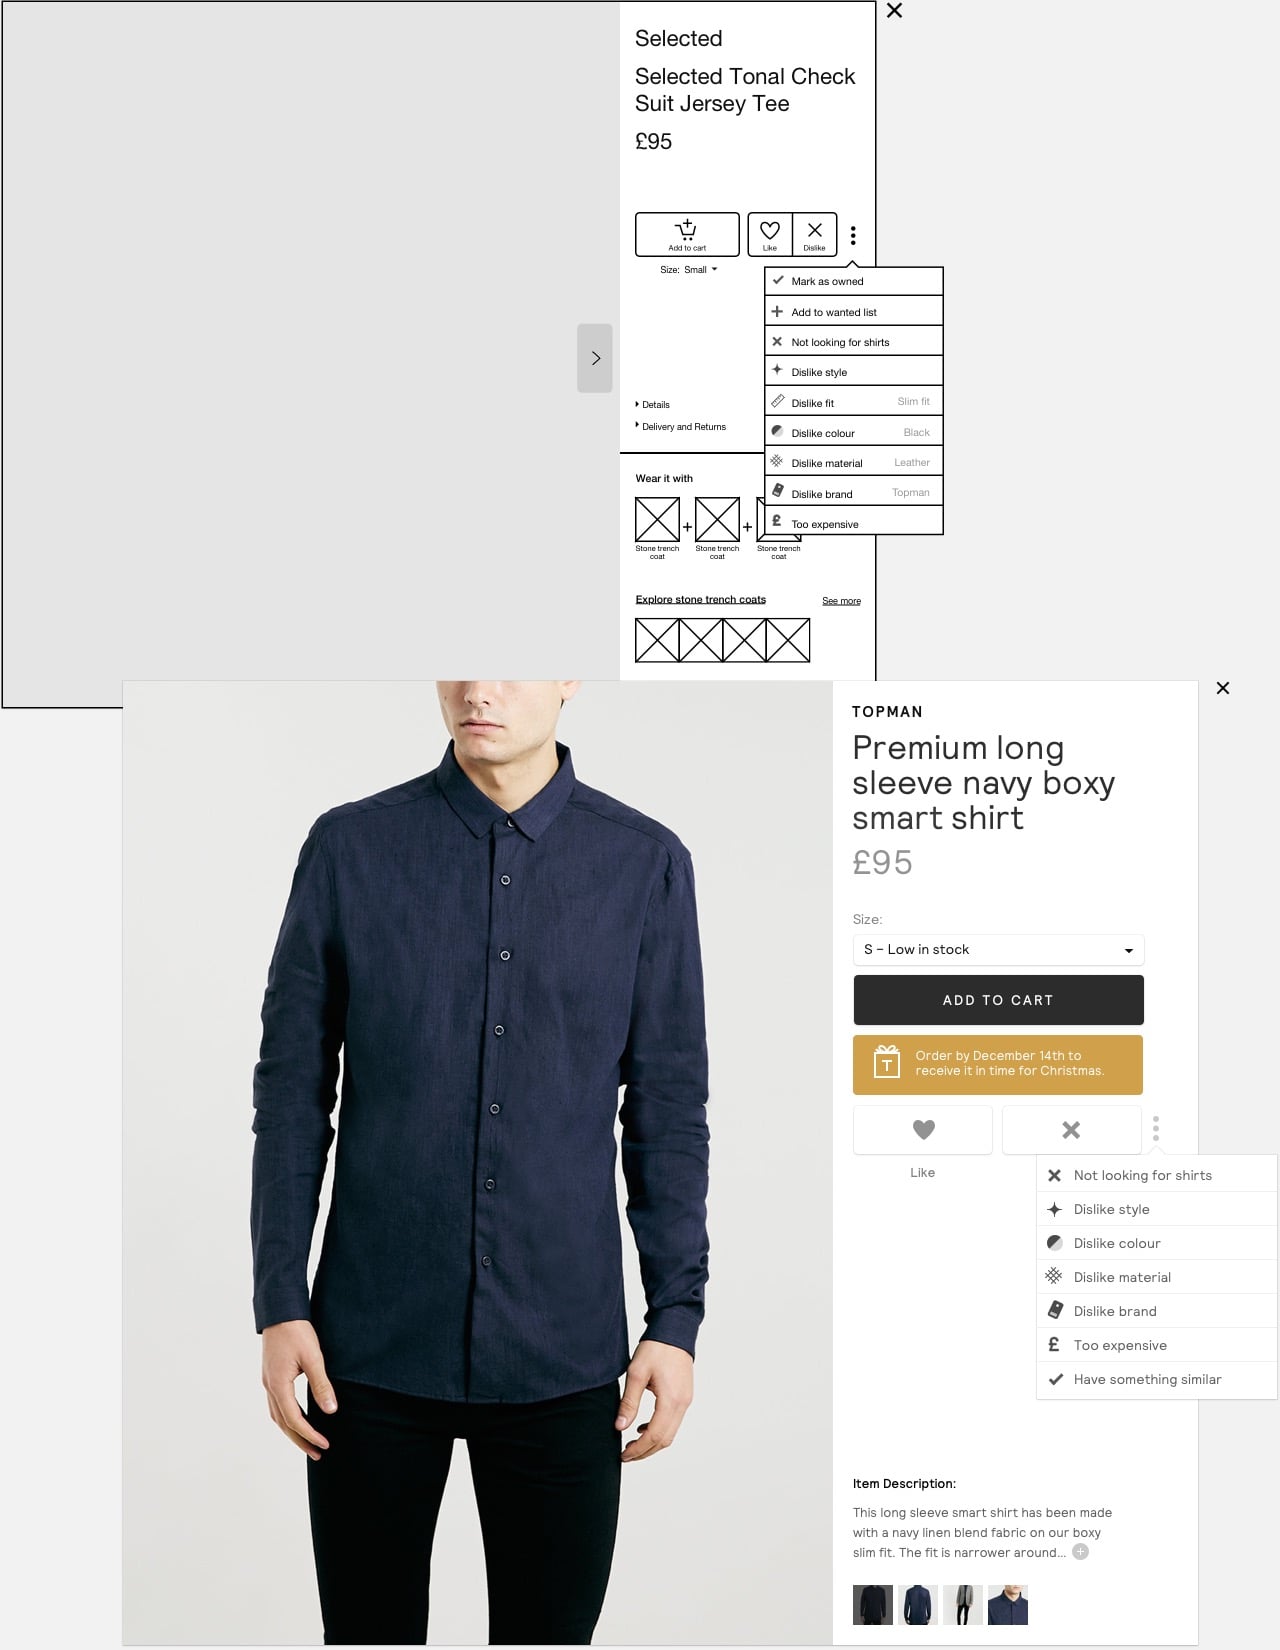 Selected
Selected Tonal Check
Suit Jersey Tee
£95
Add to cart
Like
Dislike
Size: Small
Mark as owned
Add to wanted list
Not looking for shirts
Dislike style
Dislike fit Slim fit
Dislike colour Black
Dislike material Leather
Dislike brand Topman
£ Too expensive
Details
Delivery and Returns
Wear it with
Stone trench
coat
Stone trench
coat
Stone trench
coat
Explore stone trench coats
See more
TOPMAN
Premium long
sleeve navy boxy
smart shirt
£95
Size:
S – Low in stock
ADD TO CART
T
Order by December 14th to
receive it in time for Christmas.
Like
Not looking for shirts
Dislike style
Dislike colour
Dislike material
Dislike brand
£ Too expensive
Have something similar
Item Description:
This long sleeve smart shirt has been made
with a navy linen blend fabric on our boxy
slim fit. The fit is narrower around...